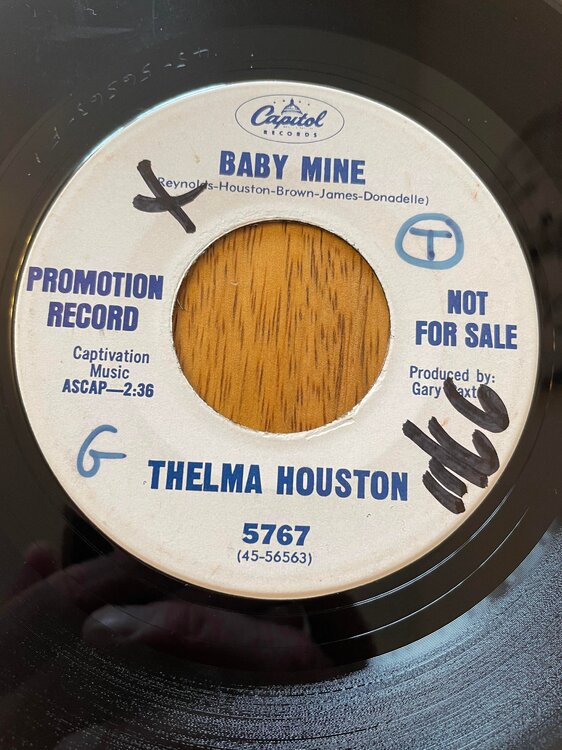 Capitol
RECORDS
BABY MINE
(Reynolds-Houston-Brown-James-Donadelle)
X
T
PROMOTION
RECORD
NOT
FOR SALE
Captivation
Music
ASCAP—2:36
Produced by:
Gary
G
THELMA HOUSTON
5767
(45-56563)